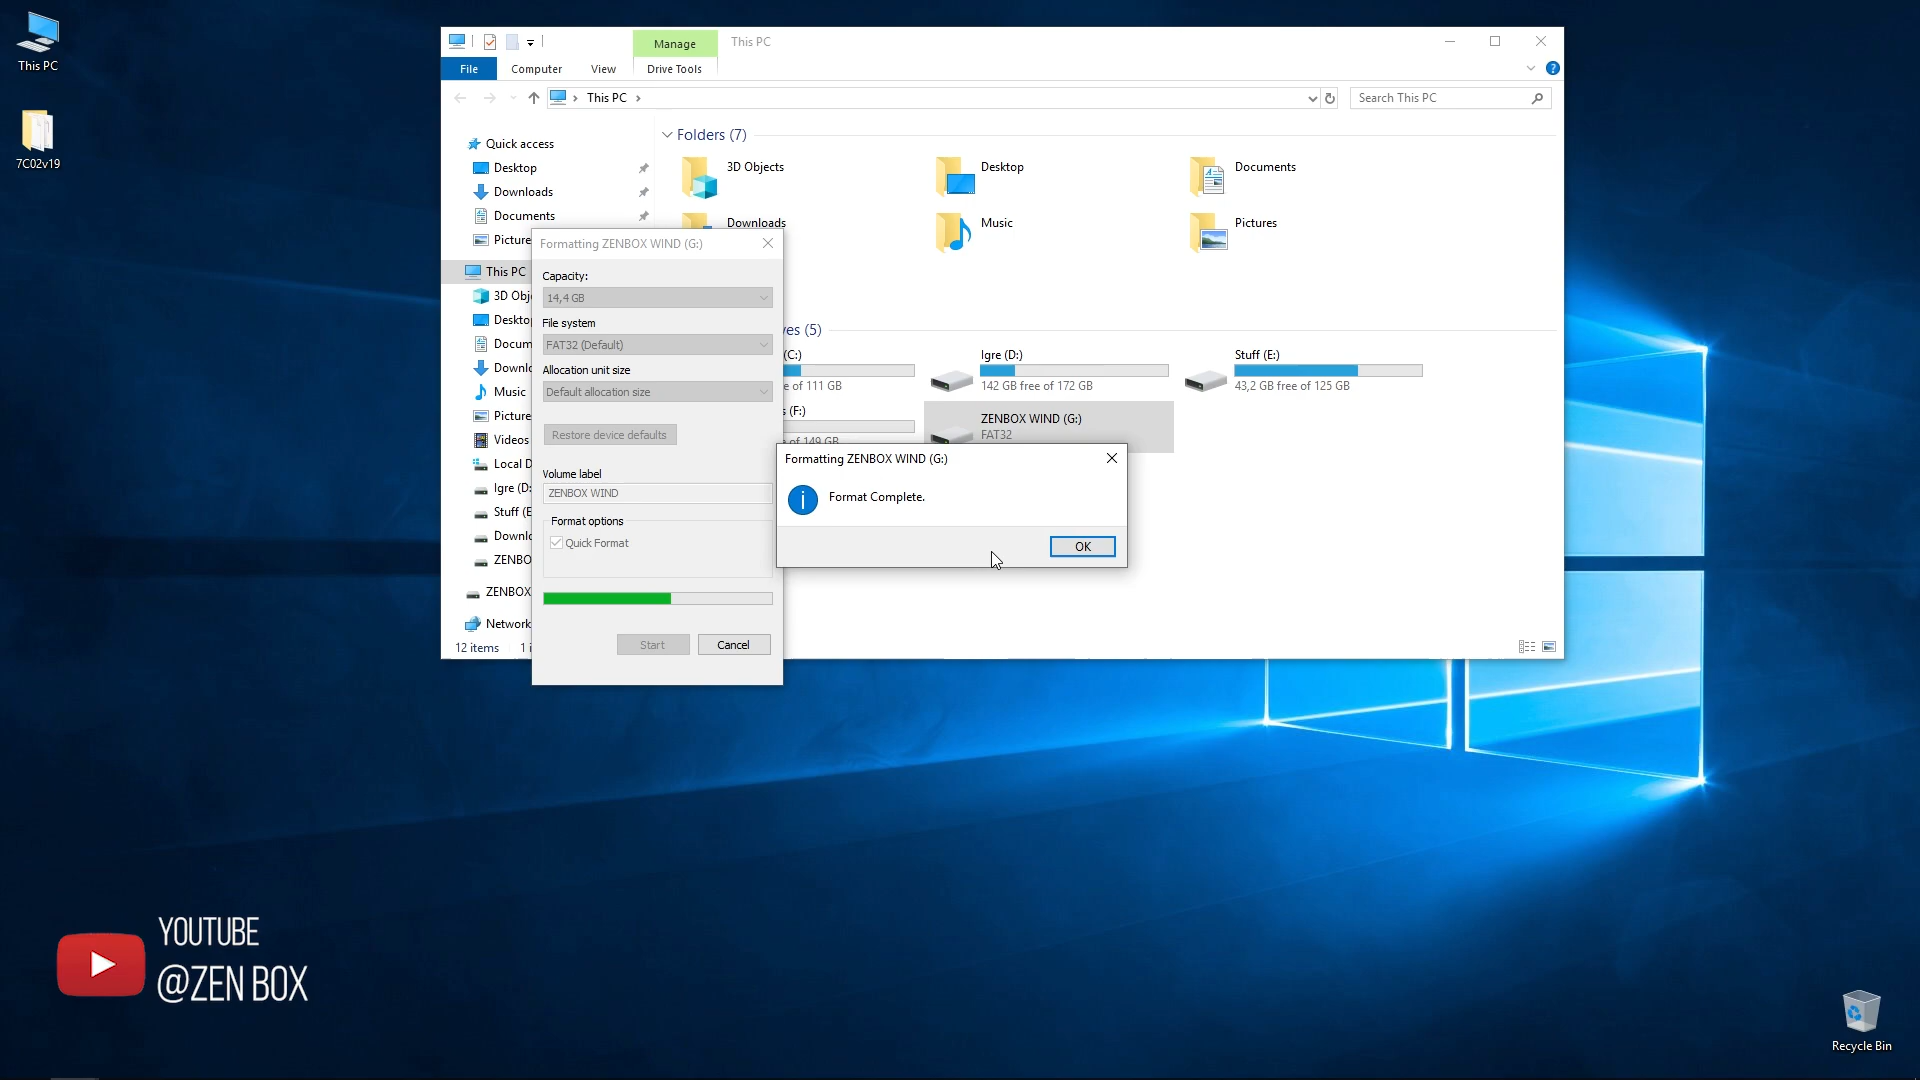 This PC
7C02v19
Manage
This PC
File
Computer
View
Drive Tools
This PC
Search This PC
Quick access
Desktop
Downloads
Documents
Picture
This PC
3D Obj
Deskto
Docum
Downl
Music
Picture
Videos
Local D
Igre (D:
Stuff (E
Downl
ZENBO
ZENBOX
Network
12 items
1 i
Folders (7)
3D Objects
Desktop
Documents
Downloads
Music
Pictures
ves (5)
(C:)
e of 111 GB
Igre (D:)
142 GB free of 172 GB
Stuff (E:)
43,2 GB free of 125 GB
s (F:)
e of 149 GB
ZENBOX WIND (G:)
FAT32
Formatting ZENBOX WIND (G:)
Capacity:
14,4 GB
File system
FAT32 (Default)
Allocation unit size
Default allocation size
Restore device defaults
Volume label
ZENBOX WIND
Format options
Quick Format
Start
Cancel
Formatting ZENBOX WIND (G:)
Format Complete.
OK
YOUTUBE
@ZEN BOX
Recycle Bin